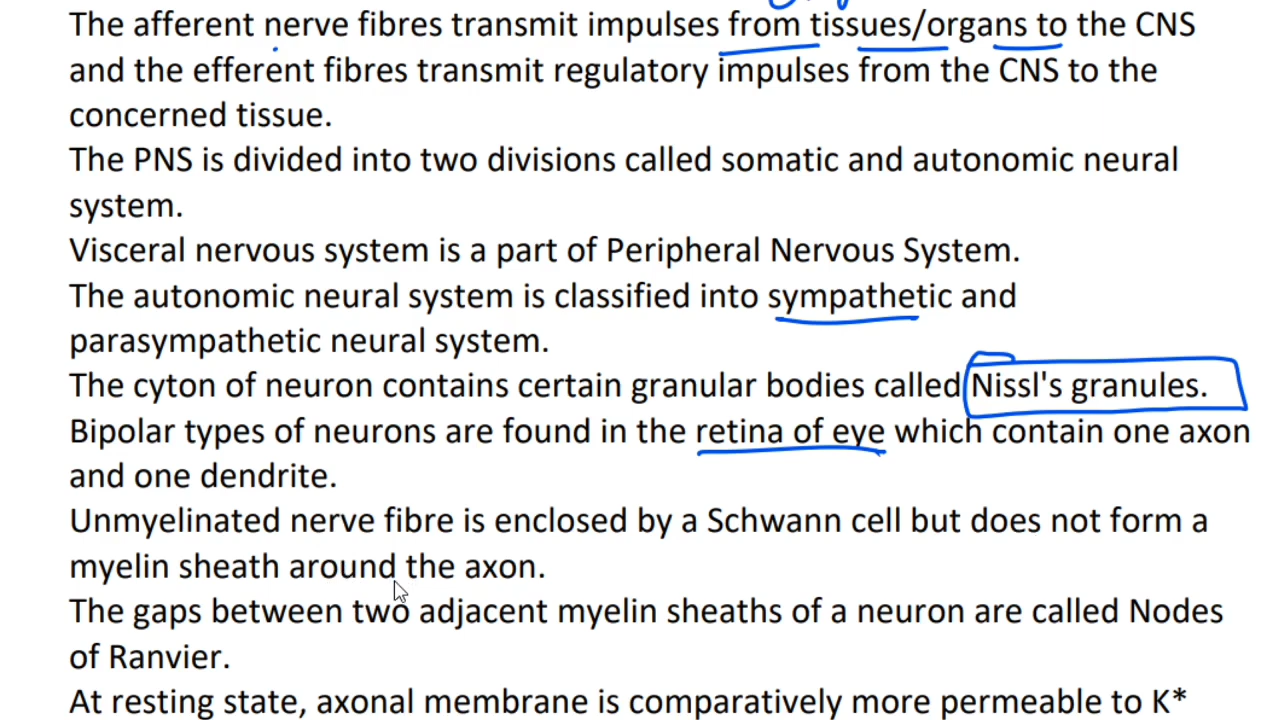 The afferent nerve fibres transmit impulses from tissues/organs to the CNS
and the efferent fibres transmit regulatory impulses from the CNS to the
concerned tissue.
The PNS is divided into two divisions called somatic and autonomic neural
system.
Visceral nervous system is a part of Peripheral Nervous System.
The autonomic neural system is classified into sympathetic and
parasympathetic neural system.
The cyton of neuron contains certain granular bodies called Nissl's granules.
Bipolar types of neurons are found in the retina of eye which contain one axon
and one dendrite.
Unmyelinated nerve fibre is enclosed by a Schwann cell but does not form a
myelin sheath around the axon.
The gaps between two adjacent myelin sheaths of a neuron are called Nodes
of Ranvier.
At resting state, axonal membrane is comparatively more permeable to K*